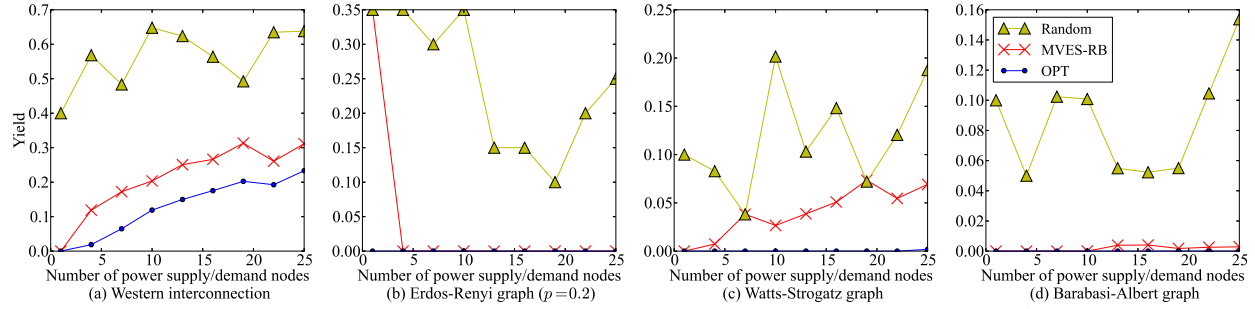 Yield
0.7
0.6
0.5
0.4
0.3
0.2
0.1
0.0
0 5 10 15 20 25
Number of power supply/demand nodes
(a) Western interconnection
0.35
0.30
0.25
0.20
0.15
0.10
0.05
0.00
0 5 10 15 20 25
Number of power supply/demand nodes
(b) Erdos-Renyi graph (p=0.2)
0.25
0.20
0.15
0.10
0.05
0.00
0 5 10 15 20 25
Number of power supply/demand nodes
(c) Watts-Strogatz graph
0.16
0.14
0.12
0.10
0.08
0.06
0.04
0.02
0.00
Random
MVES-RB
OPT
0 5 10 15 20 25
Number of power supply/demand nodes
(d) Barabasi-Albert graph